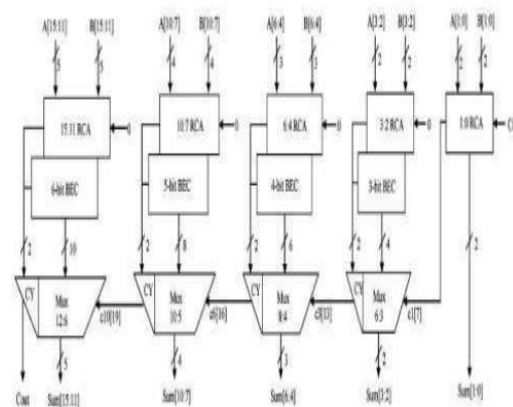 A[15:11] B[15:11] A[10:7] B[10:7] A[6:4] B[6:4] A[3:2] B[3:2] A[1:0] B[1:0]
5 5 4 4 3 3 2 2 2 2
15:11 RCA 0 10:7 RCA 0 6:4 RCA 0 3:2 RCA 0 1:0 RCA
6-bit BEC 5-bit BEC 4-bit BEC 3-bit BEC
2 10 2 8 2 6 2 4 2
CY Mux 12:6 CY Mux 10:5 CY Mux 8:4 CY Mux 6:3
c10[19] c6[16] c3[13] c1[7]
5 4 3 2
Cout Sum[15:11] Sum[10:7] Sum[6:4] Sum[3:2] Sum[1:0]